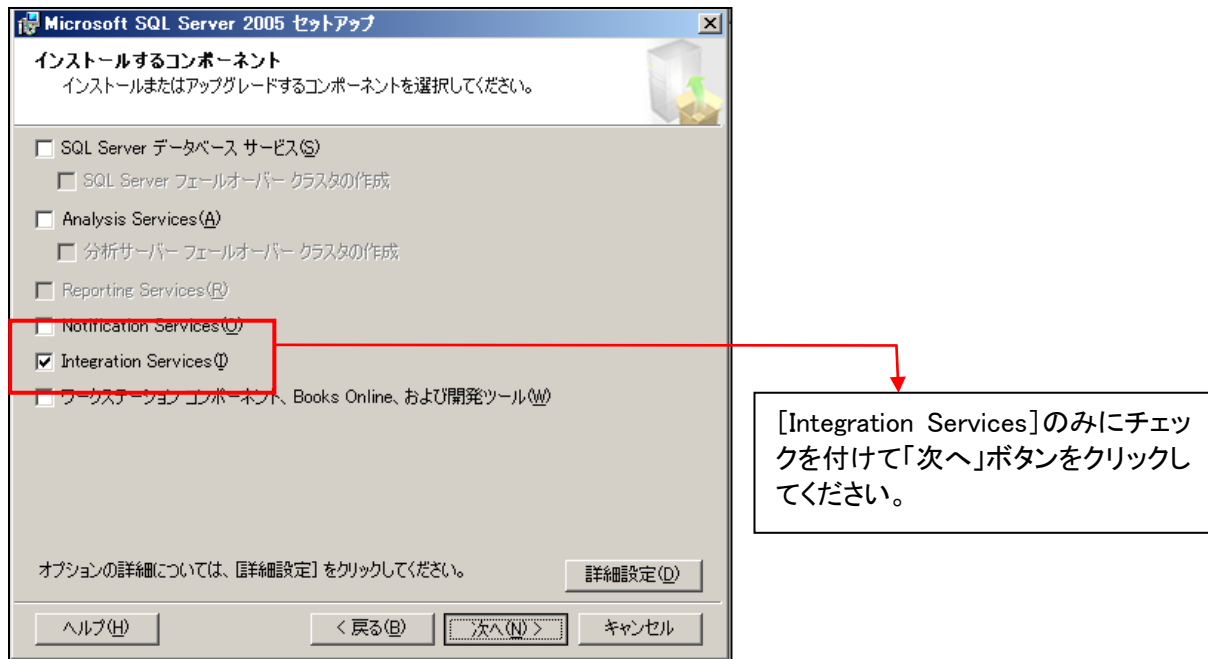 Microsoft SQL Server 2005 セットアップ
インストールするコンポーネント
インストールまたはアップグレードするコンポーネントを選択してください。
SQL Server データベース サービス(S)
SQL Server フェールオーバー クラスタの作成
Analysis Services(A)
分析サーバー フェールオーバー クラスタの作成
Reporting Services(R)
Notification Services(O)
Integration Services(I)
ワークステーション コンポーネント、Books Online、および開発ツール(W)
[Integration Services]のみにチェッ
クを付けて「次へ」ボタンをクリックし
てください。
オプションの詳細については、[詳細設定] をクリックしてください。
詳細設定(D)
ヘルプ(H)
< 戻る(B)
次へ(N) >
キャンセル